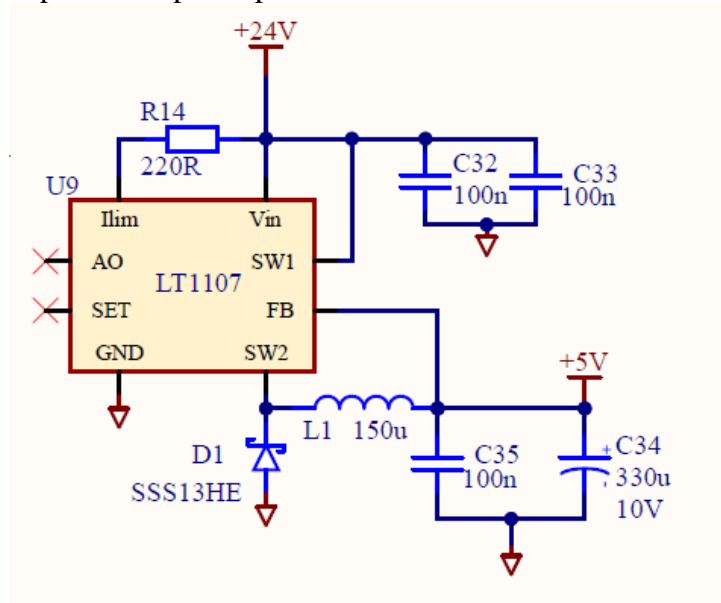 +24V
R14
220R
U9
C32
100n
C33
100n
Ilim
Vin
AO
SW1
LT1107
SET
FB
GND
SW2
+5V
L1 150u
D1
SSS13HE
C35
100n
+
C34
330u
-
10V